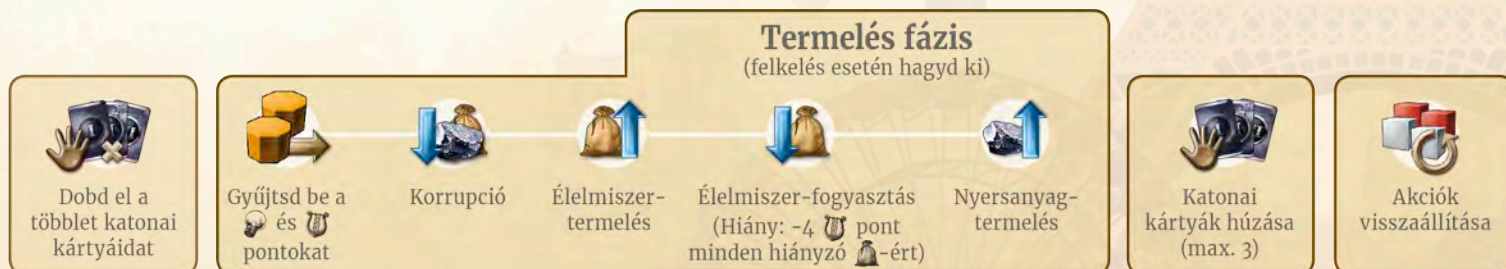 Termelés fázis
(felkelés esetén hagyd ki)
Dobd el a
többlet katonai
kártyáidat
Gyűjtsd be a
és
pontokat
Korrupció
Élelmiszer-
termelés
Élelmiszer-fogyasztás
(Hiány: -4 pont
minden hiányzó -ért)
Nyersanyag-
termelés
Katonai
kártyák húzása
(max. 3)
Akciók
visszaállítása